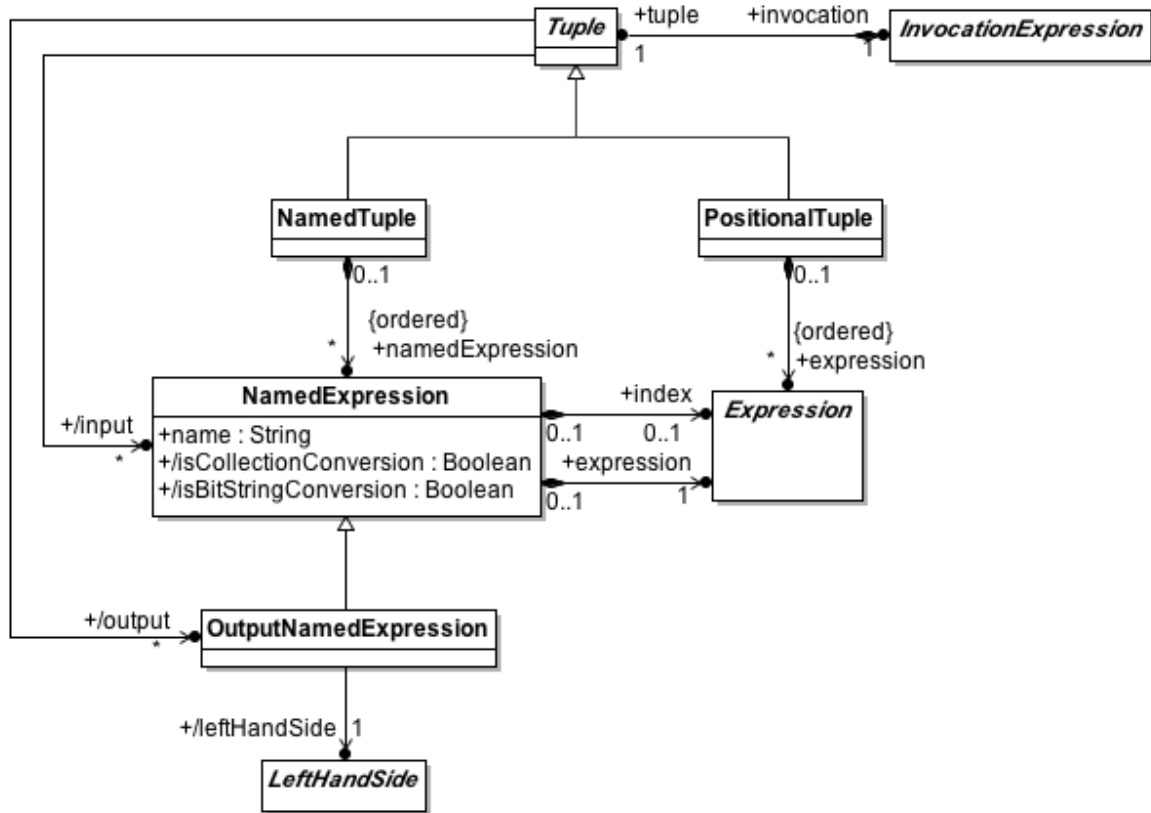 Tuple
+tuple
1
+invocation
1
InvocationExpression
NamedTuple
0..1
PositionalTuple
0..1
{ordered}
* +namedExpression
{ordered}
* +expression
NamedExpression
+name : String
+/isCollectionConversion : Boolean
+/isBitStringConversion : Boolean
+/input
*
+index
0..1
0..1
+expression
0..1
1
Expression
+/output
*
OutputNamedExpression
+/leftHandSide 1
LeftHandSide